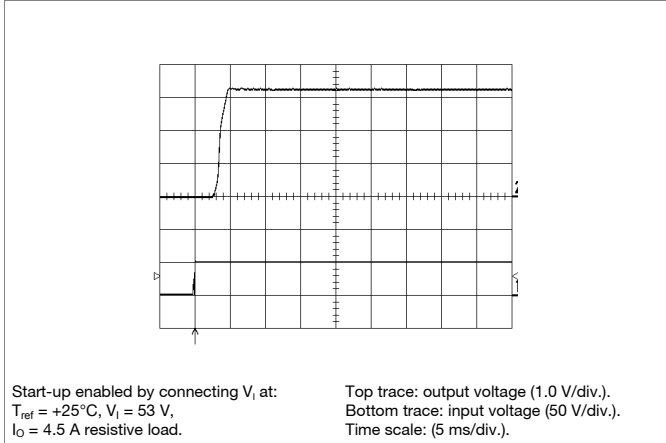 Start-up enabled by connecting V_I at:
T_ref = +25°C, V_I = 53 V,
I_O = 4.5 A resistive load.
Top trace: output voltage (1.0 V/div.).
Bottom trace: input voltage (50 V/div.).
Time scale: (5 ms/div.).